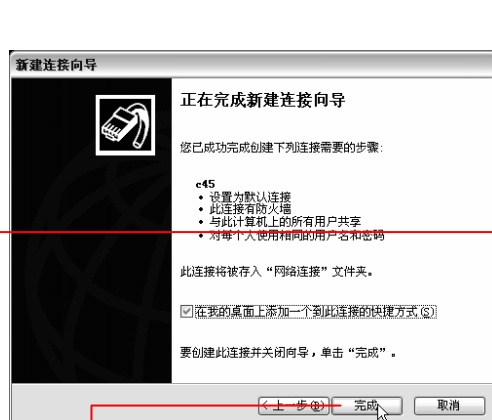 新建连接向导
正在完成新建连接向导
您已成功完成创建下列连接需要的步骤:
c45
• 设置为默认连接
• 此连接有防火墙
• 与此计算机上的所有用户共享
• 对每个人使用相同的用户名和密码
此连接将被存入“网络连接”文件夹。
在我的桌面上添加一个到此连接的快捷方式(S)
要创建此连接并关闭向导，单击“完成”。
<上一步(B) 完成 取消